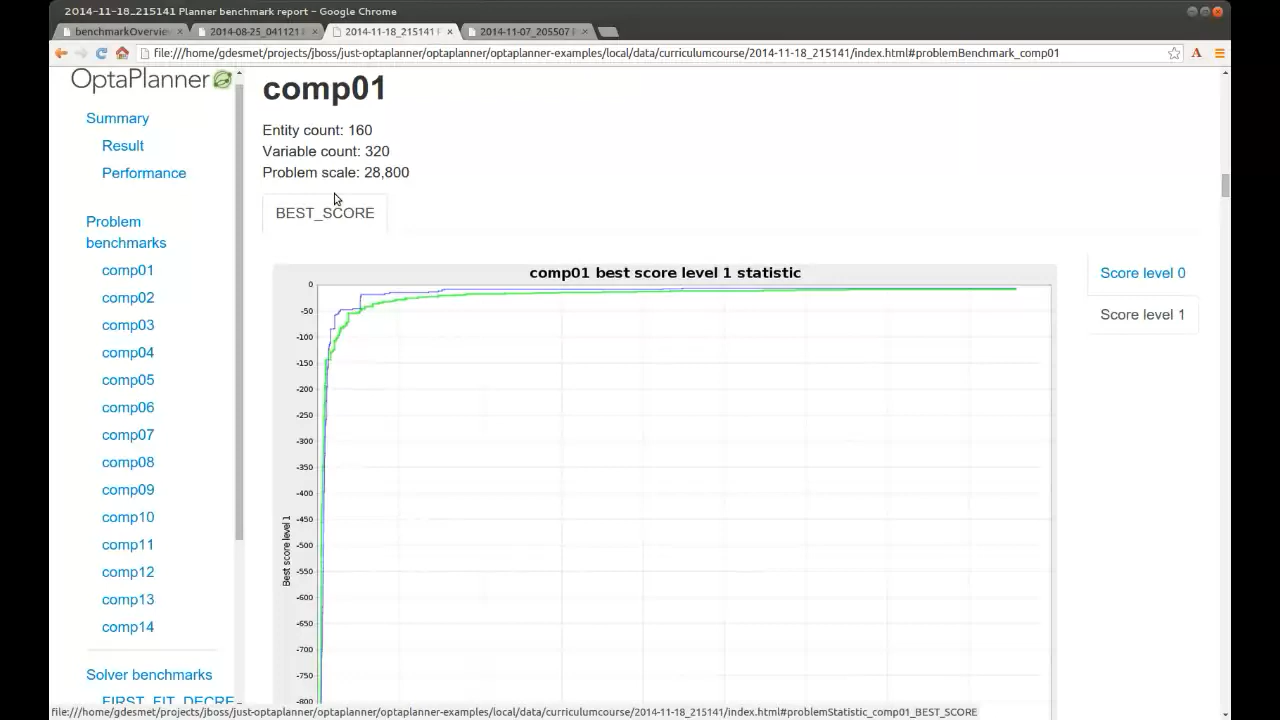 2014-11-18_215141 Planner benchmark report - Google Chrome
benchmarkOvervie
2014-08-25_041121
2014-11-18_215141
2014-11-07_205507
file:///home/gdesmet/projects/jboss/just-optaplanner/optaplanner/optaplanner-examples/local/data/curriculumcourse/2014-11-18_215141/index.html#problemBenchmark_comp01
OptaPlanner
Summary
Result
Performance
Problem
benchmarks
comp01
comp02
comp03
comp04
comp05
comp06
comp07
comp08
comp09
comp10
comp11
comp12
comp13
comp14
Solver benchmarks
FIRST_FIT_DECRE
comp01
Entity count: 160
Variable count: 320
Problem scale: 28,800
BEST_SCORE
comp01 best score level 1 statistic
Best score level 1
0
-50
-100
-150
-200
-250
-300
-350
-400
-450
-500
-550
-600
-650
-700
-750
-800
Score level 0
Score level 1
file:///home/gdesmet/projects/jboss/just-optaplanner/optaplanner/optaplanner-examples/local/data/curriculumcourse/2014-11-18_215141/index.html#problemStatistic_comp01_BEST_SCORE